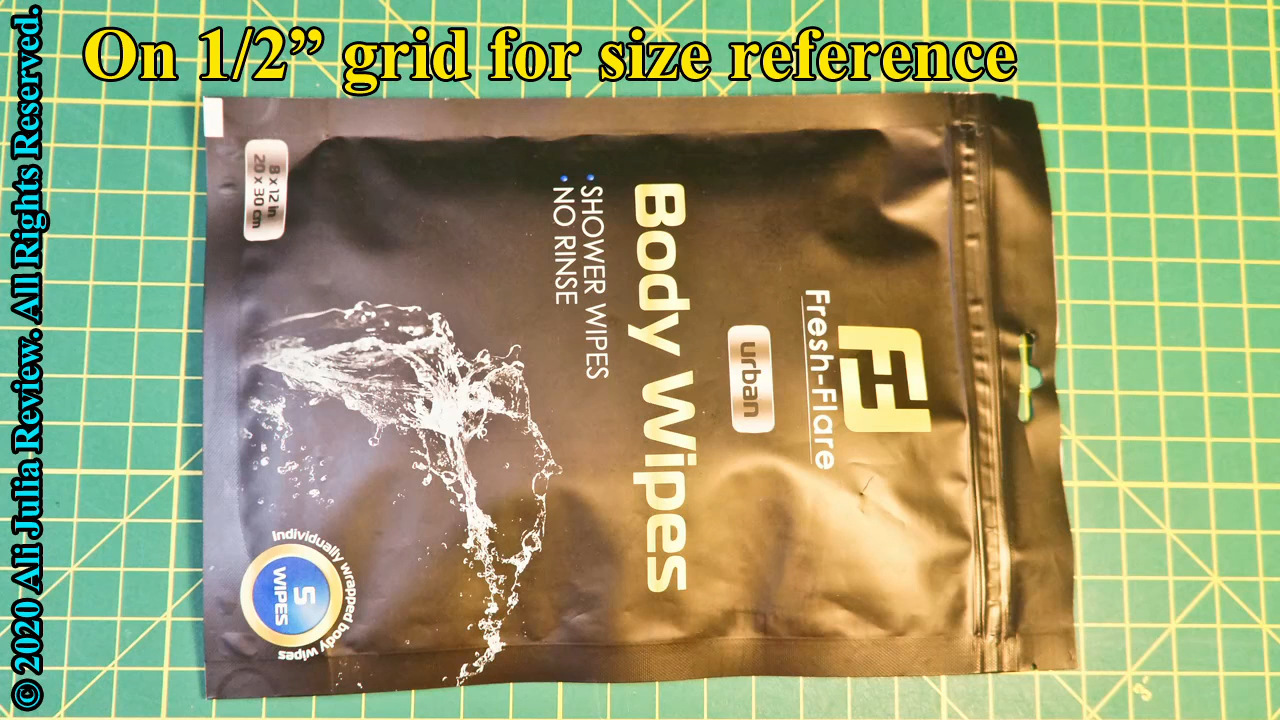 On 1/2” grid for size reference
© 2020 Ali Julia Review. All Rights Reserved.
FF
Fresh-Flare
urban
Body Wipes
• SHOWER WIPES
• NO RINSE
8 x 12 in
20 x 30 cm
Individually wrapped body wipes
5
WIPES